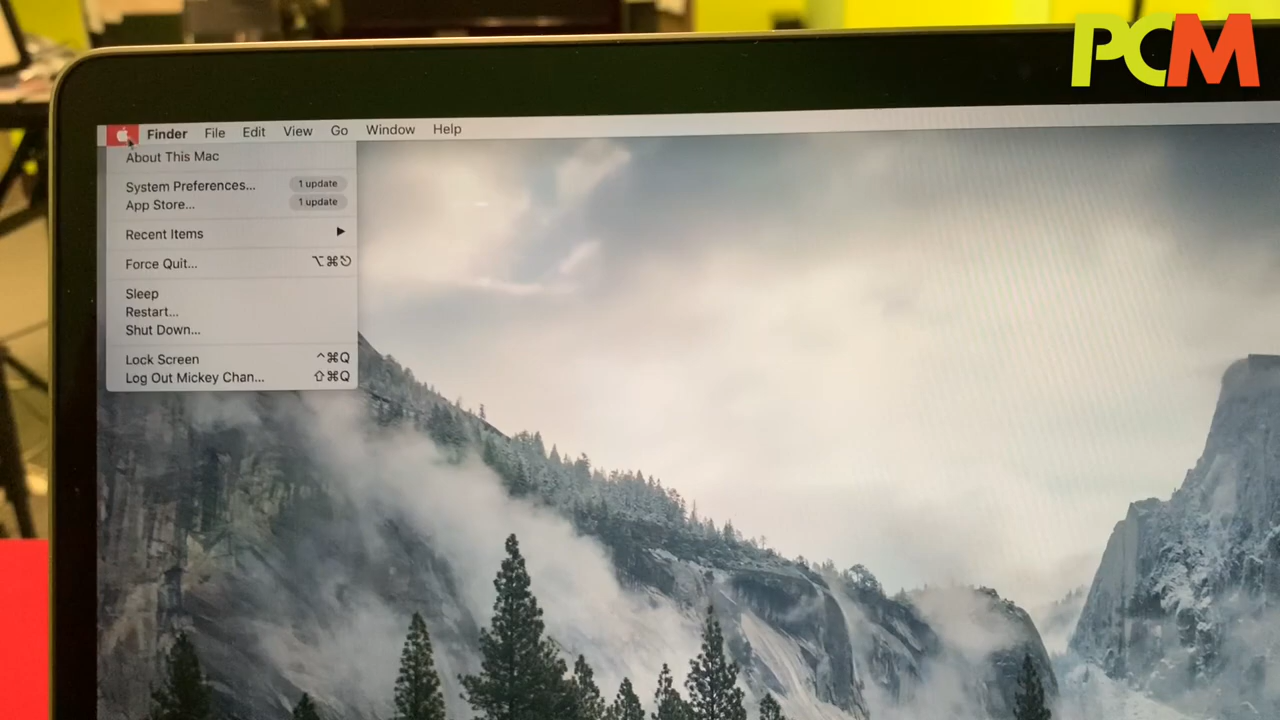 PCM
Finder File Edit View Go Window Help
About This Mac
System Preferences... 1 update
App Store... 1 update
Recent Items ▶
Force Quit... ⌥⌘⎋
Sleep
Restart...
Shut Down...
Lock Screen ^⌘Q
Log Out Mickey Chan... ⇧⌘Q